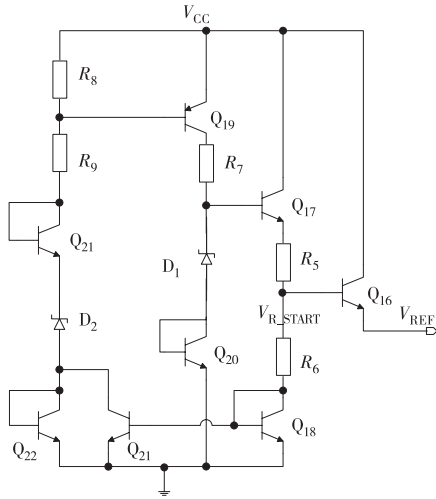 V_CC
R_8
Q_19
R_9
R_7
Q_17
Q_21
D_1
R_5
Q_16
D_2
V_R_START
V_REF
Q_20
R_6
Q_22
Q_21
Q_18